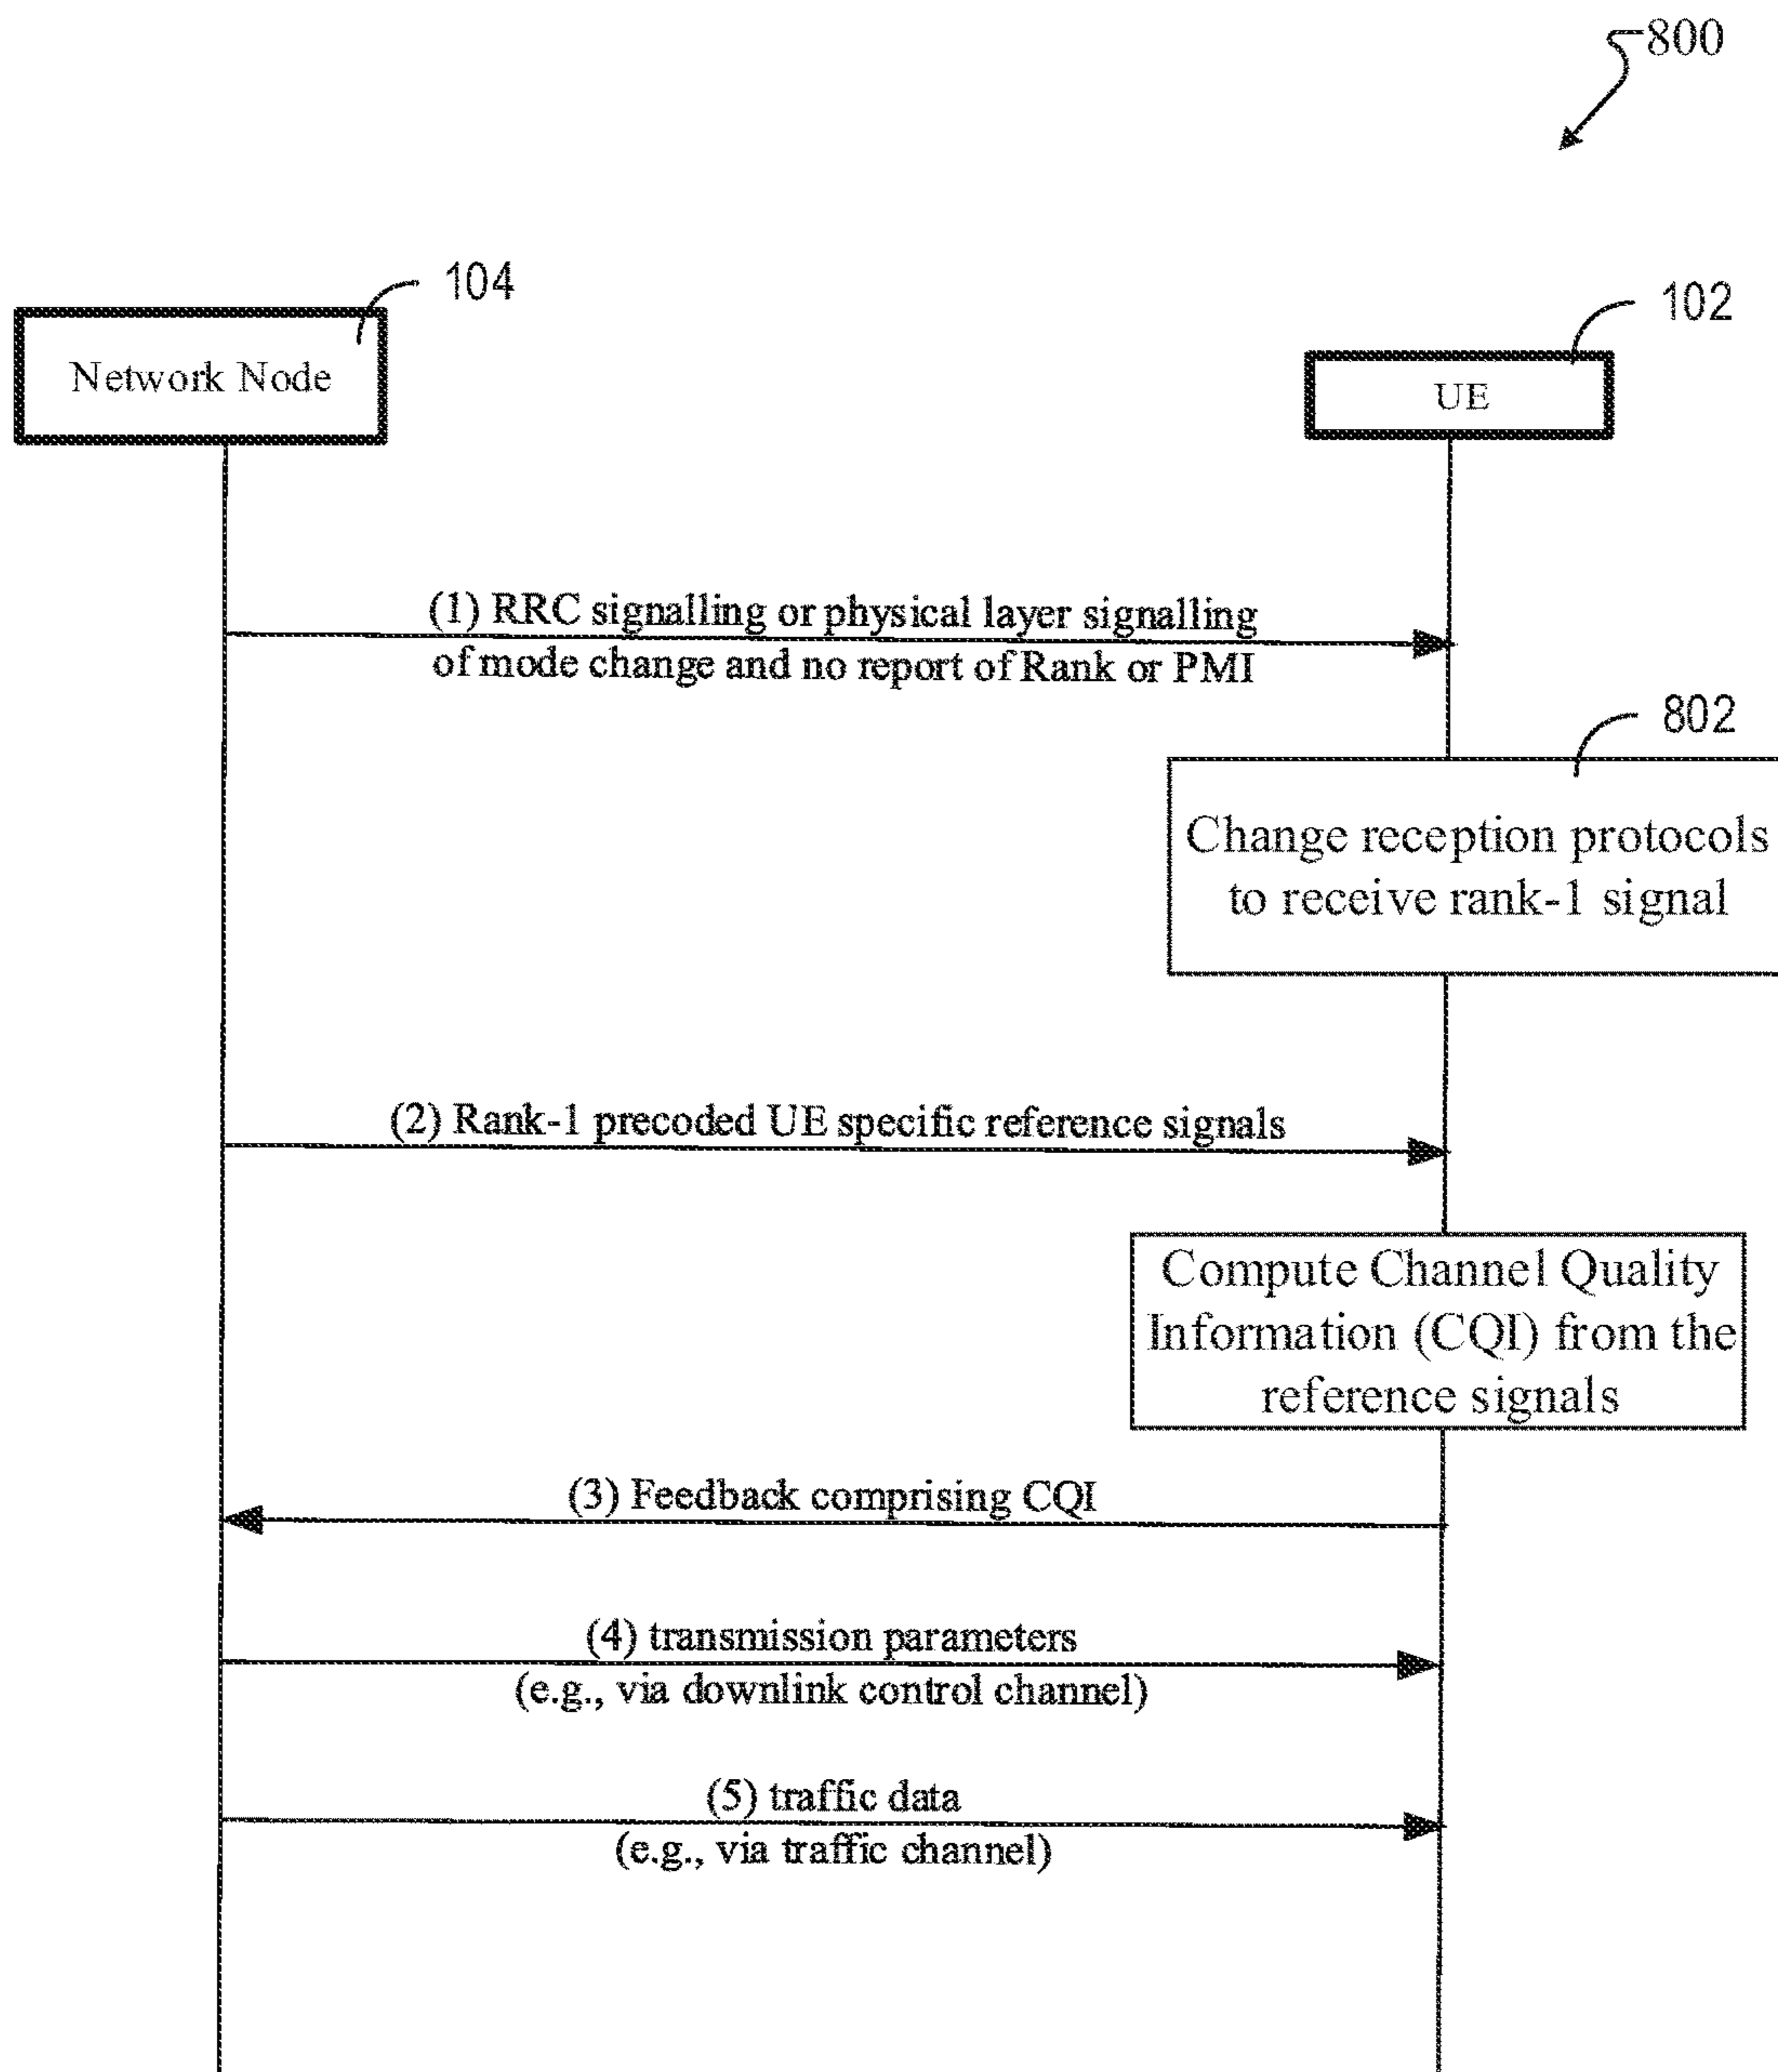 800
104
102
Network Node
UE
(1) RRC signalling or physical layer signalling
of mode change and no report of Rank or PMI
802
Change reception protocols
to receive rank-1 signal
(2) Rank-1 precoded UE specific reference signals
Compute Channel Quality
Information (CQI) from the
reference signals
(3) Feedback comprising CQI
(4) transmission parameters
(e.g., via downlink control channel)
(5) traffic data
(e.g., via traffic channel)